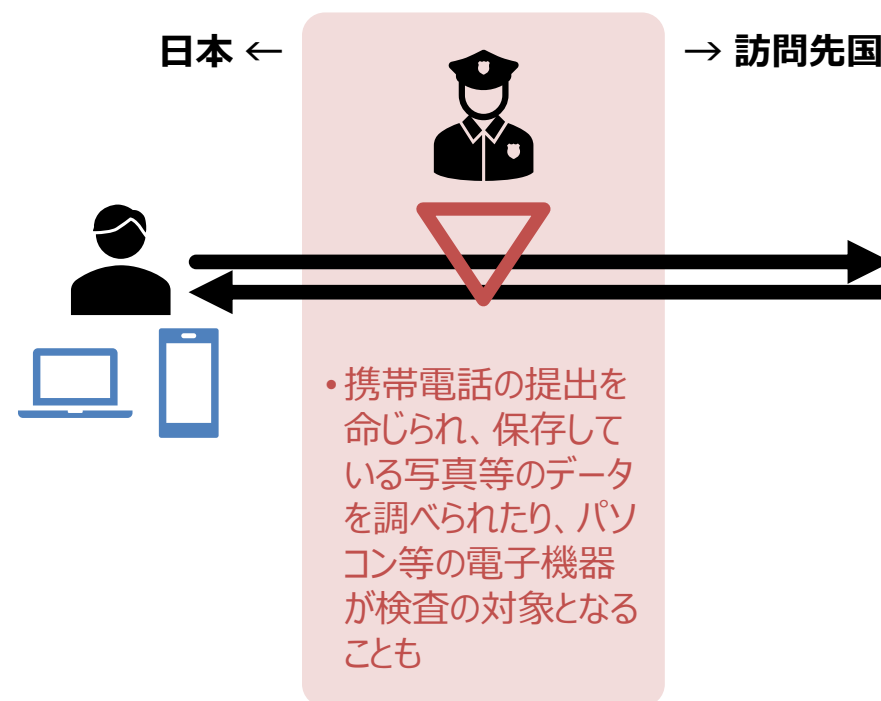 日本 ←
→ 訪問先国
•携帯電話の提出を
命じられ、保存して
いる写真等のデータ
を調べられたり、パソ
コン等の電子機器
が検査の対象となる
ことも